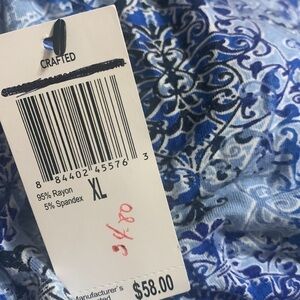 CRAFTED
8 84402 45576 3
95% Rayon
5% Spandex
XL
Manufacturer's
$58.00